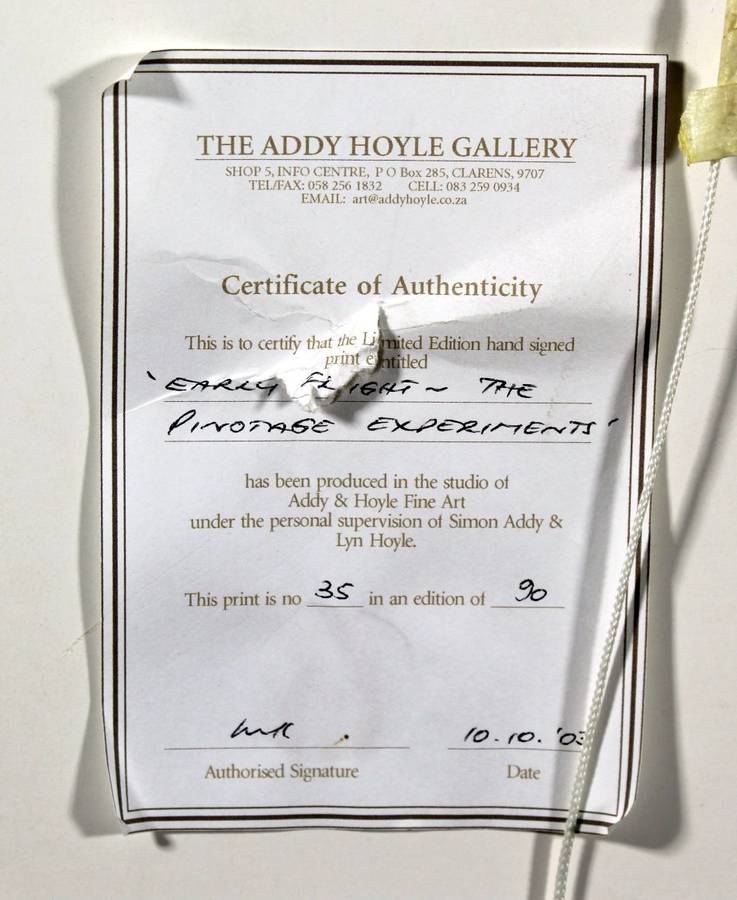 THE ADDY HOYLE GALLERY
SHOP 5, INFO CENTRE, P O Box 285, CLARENS, 9707
TEL/FAX: 058 256 1832 CELL: 083 259 0934
EMAIL: art@addyhoyle.co.za
Certificate of Authenticity
This is to certify that the Limited Edition hand signed
print entitled
'EARLY FLIGHT ~ THE
PINOTAGE EXPERIMENTS'
has been produced in the studio of
Addy & Hoyle Fine Art
under the personal supervision of Simon Addy &
Lyn Hoyle.
This print is no 35 in an edition of 90
10.10.'03
Authorised Signature Date